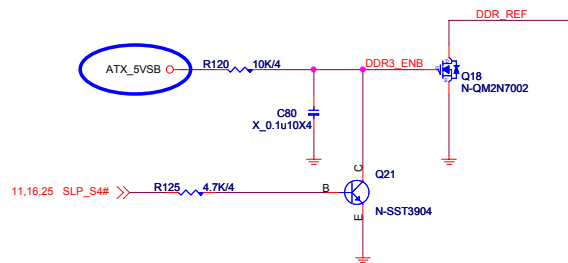 DDR_REF
ATX_5VSB
R120
10K/4
DDR3_ENB
Q18
N-QM2N7002
C80
X_0.1u10X4
C
Q21
11,16,25 SLP_S4#
R125
4.7K/4
B
N-SST3904
E